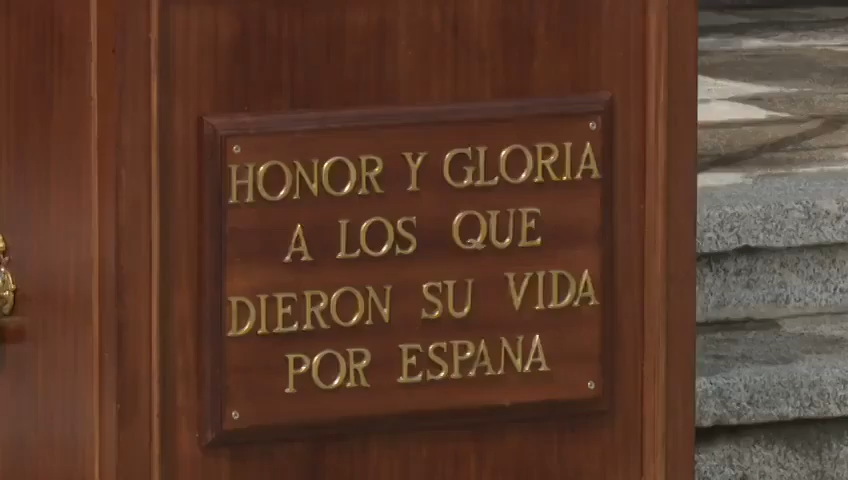 HONOR Y GLORIA
A LOS QUE
DIERON SU VIDA
POR ESPANA